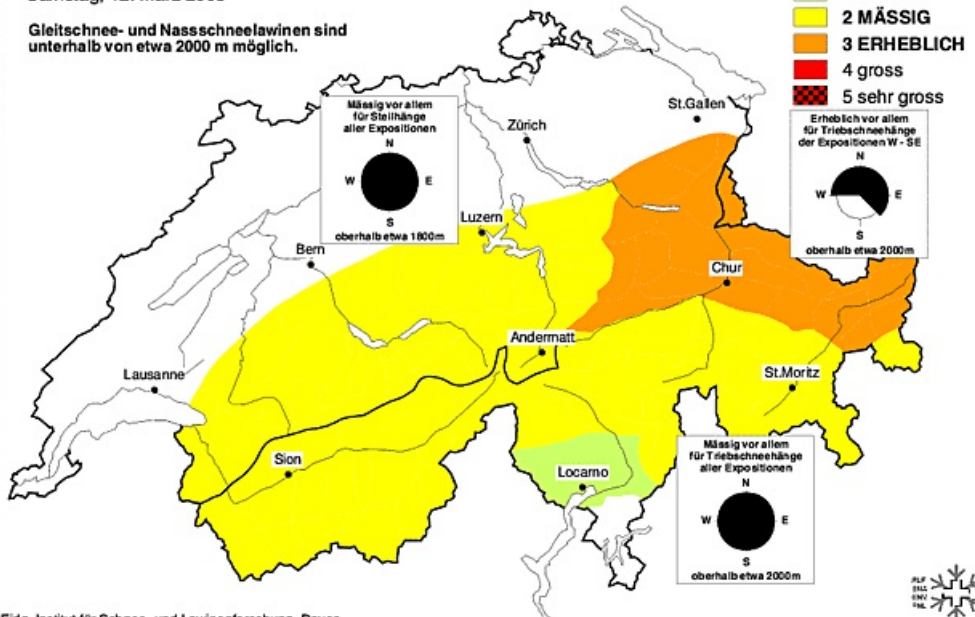 Gleitschnee- und Nassschneelawinen sind
unterhalb von etwa 2000 m möglich.
2 MÄSSIG
3 ERHEBLICH
4 gross
5 sehr gross
Mässig vor allem
für Steilhänge
aller Expositionen
N
W E
S
oberhalb etwa 1800m
Erheblich vor allem
für Triebschneehänge
der Expositionen W - SE
N
W E
S
oberhalb etwa 2000m
St.Gallen
Zürich
Luzern
Bern
Chur
Andermatt
Lausanne
St.Moritz
Sion
Locarno
Mässig vor allem
für Triebschneehänge
aller Expositionen
N
W E
S
oberhalb etwa 2000m
SLF